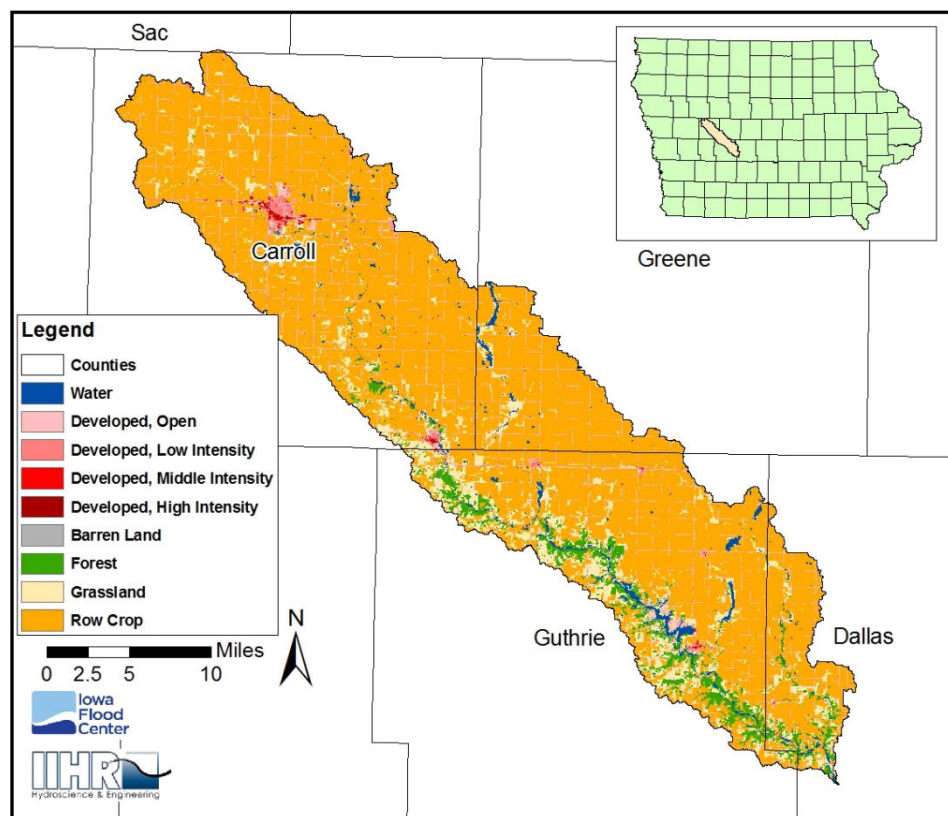 Sac
Carroll
Greene
Legend
Counties
Water
Developed, Open
Developed, Low Intensity
Developed, Middle Intensity
Developed, High Intensity
Barren Land
Forest
Grassland
Row Crop
N
Miles
0 2.5 5 10
Guthrie
Dallas
Iowa
Flood
Center
IIHR
Hydroscience & Engineering